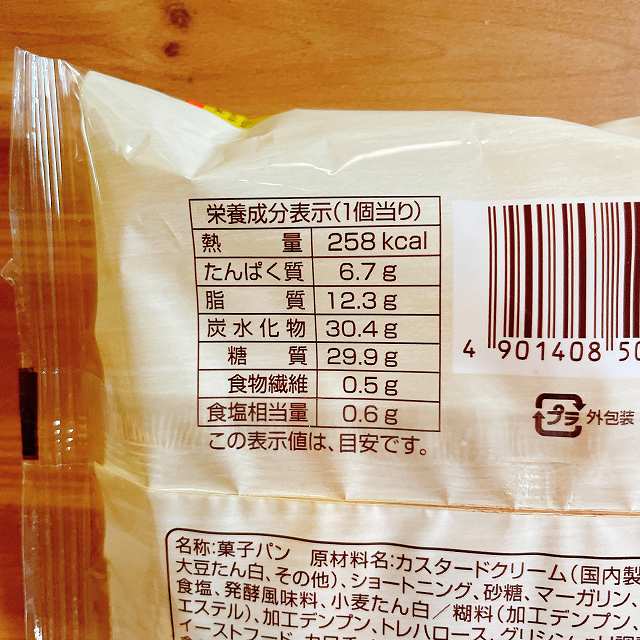 栄養成分表示(1個当り)
熱量 258kcal
たんぱく質 6.7g
脂質 12.3g
炭水化物 30.4g
糖質 29.9g
食物繊維 0.5g
食塩相当量 0.6g
この表示値は、目安です。
4 901408 50
プラ 外包装
名称:菓子パン 原材料名:カスタードクリーム(国内製
大豆たん白、その他)、ショートニング、砂糖、マーガリン、
食塩、発酵風味料、小麦たん白/糊料(加工デンプン、
エステル)、加工デンプン、トレハロース、グリシン
イーストフード、カロチ